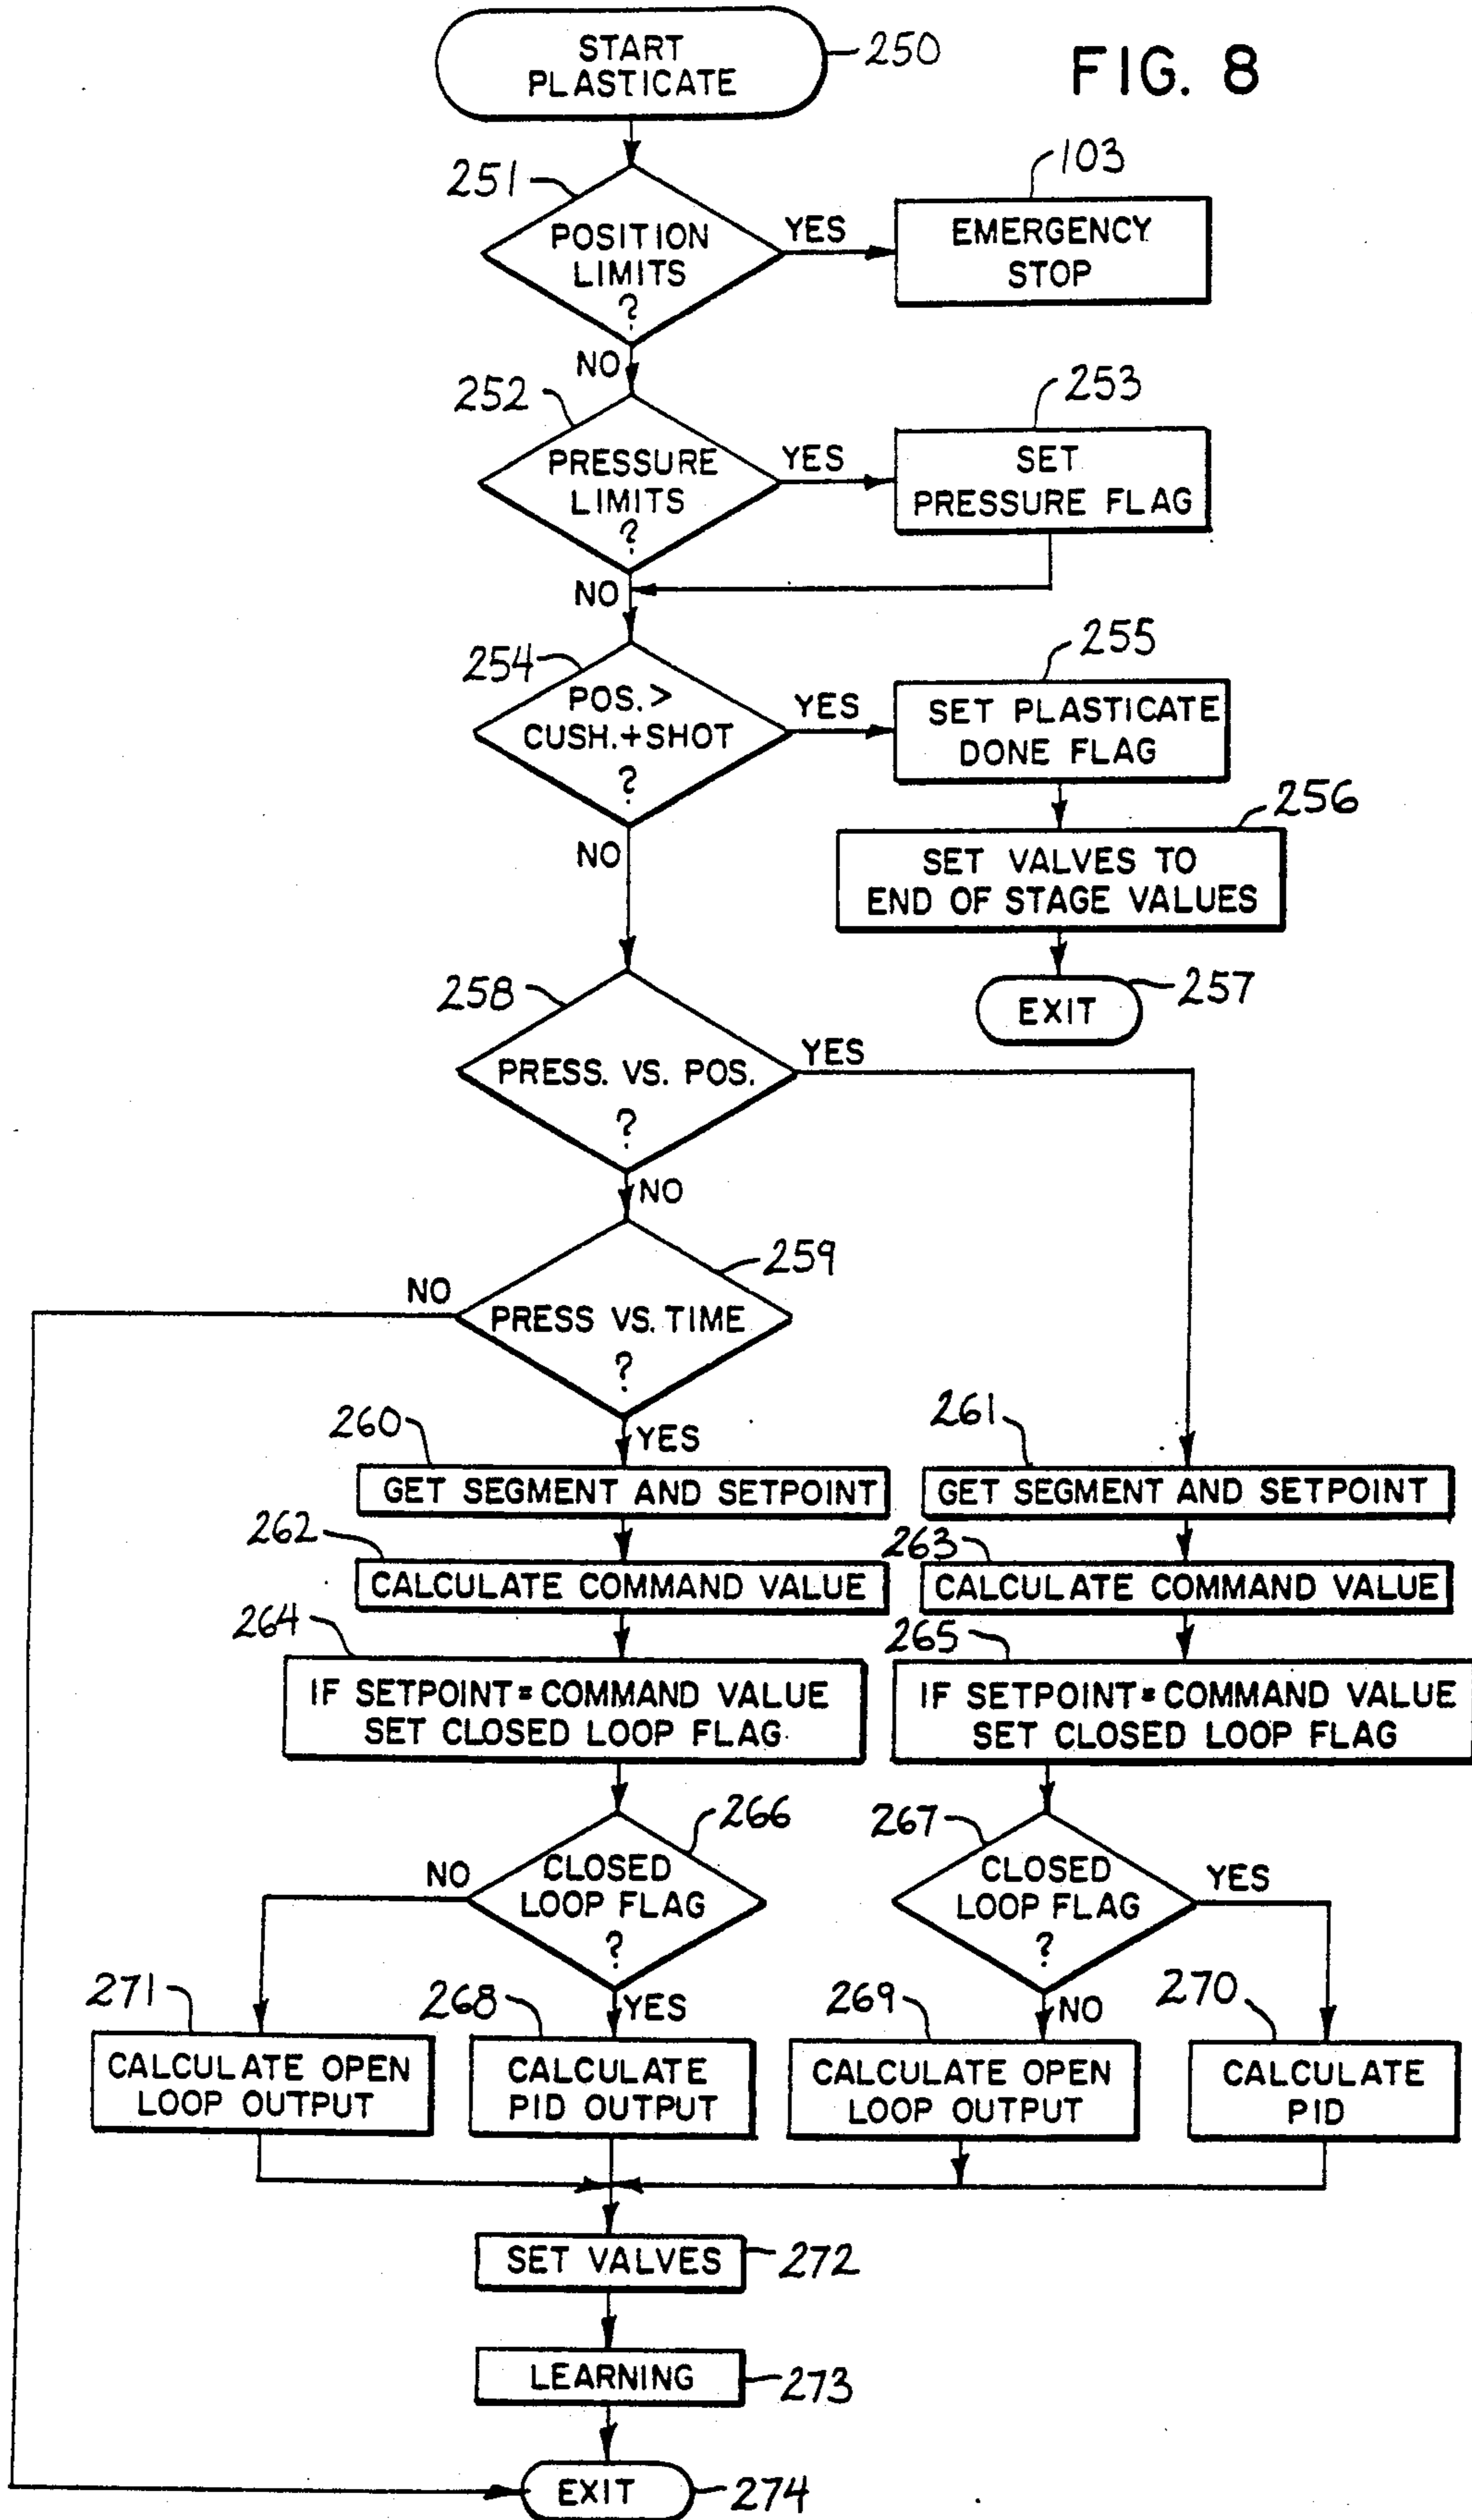 START
PLASTICATE
250
FIG. 8
251
POSITION
LIMITS
?
YES
103
EMERGENCY
STOP
NO
252
PRESSURE
LIMITS
?
YES
253
SET
PRESSURE FLAG
NO
254
POS. >
CUSH.+SHOT
?
YES
255
SET PLASTICATE
DONE FLAG
256
SET VALVES TO
END OF STAGE VALUES
257
EXIT
NO
258
PRESS. VS. POS.
?
YES
NO
259
PRESS VS. TIME
?
NO
YES
260
GET SEGMENT AND SETPOINT
261
GET SEGMENT AND SETPOINT
262
CALCULATE COMMAND VALUE
263
CALCULATE COMMAND VALUE
264
IF SETPOINT=COMMAND VALUE
SET CLOSED LOOP FLAG
265
IF SETPOINT=COMMAND VALUE
SET CLOSED LOOP FLAG
266
CLOSED
LOOP FLAG
?
NO
YES
267
CLOSED
LOOP FLAG
?
YES
NO
271
CALCULATE OPEN
LOOP OUTPUT
268
CALCULATE
PID OUTPUT
269
CALCULATE OPEN
LOOP OUTPUT
270
CALCULATE
PID
SET VALVES
272
LEARNING
273
EXIT
274